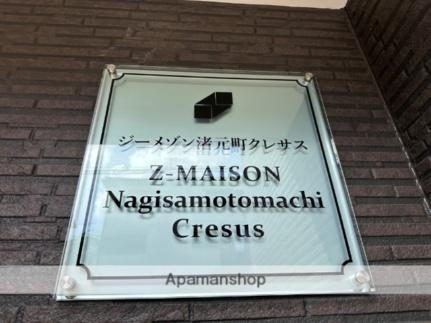 ジーメゾン渚元町クレサス
Z-MAISON
Nagisamotomachi
Cresus
Apamanshop